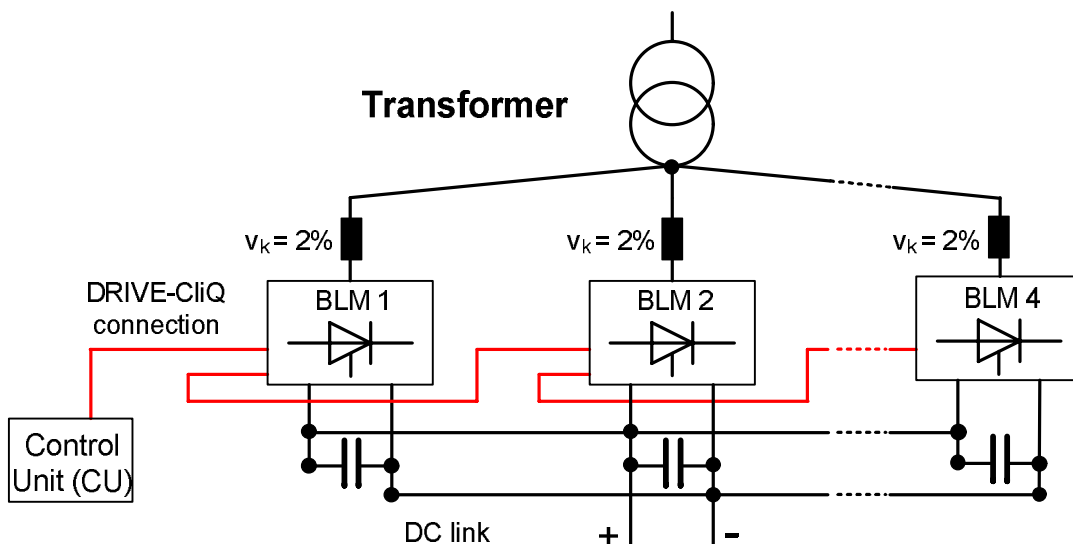 Transformer
vk = 2%
vk = 2%
vk = 2%
DRIVE-CliQ
connection
BLM 1
BLM 2
BLM 4
Control
Unit (CU)
DC link
+
-